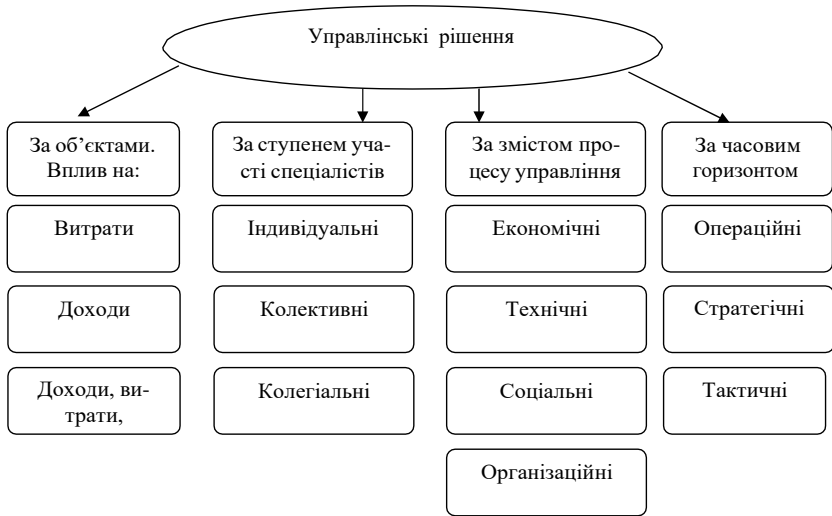 Управлінські рішення
За об’єктами.
Вплив на:
Витрати
Доходи
Доходи, ви-
трати,
За ступенем уча-
сті спеціалістів
Індивідуальні
Колективні
Колегіальні
За змістом про-
цесу управління
Економічні
Технічні
Соціальні
Організаційні
За часовим
горизонтом
Операційні
Стратегічні
Тактичні